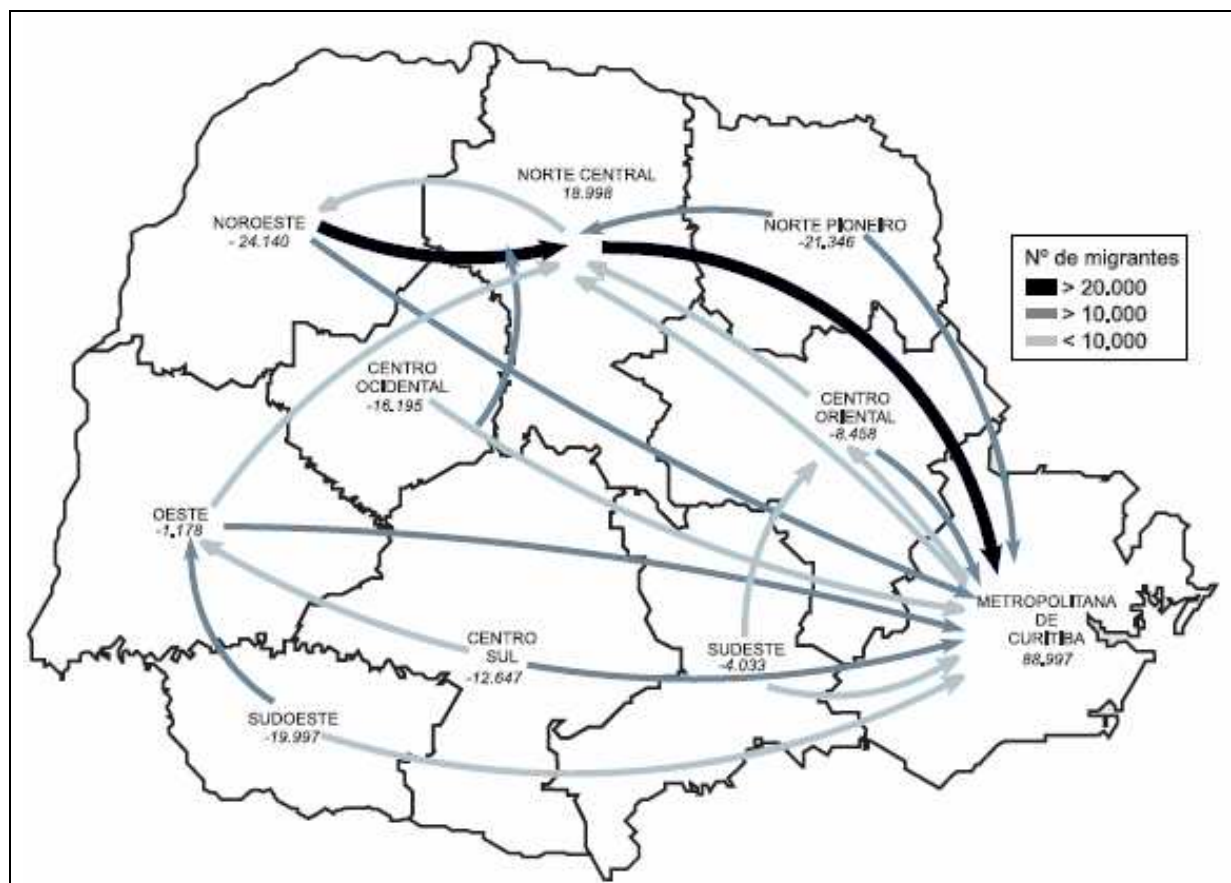 NORTE CENTRAL
18.998
NOROESTE
- 24.140
NORTE PIONEIRO
-21.346
Nº de migrantes
> 20.000
> 10.000
< 10.000
CENTRO
OCIDENTAL
-16.195
CENTRO
ORIENTAL
-8.458
OESTE
-1.178
METROPOLITANA
DE
CURITIBA
88.997
CENTRO
SUL
-12.647
SUDESTE
-4.033
SUDOESTE
-19.997